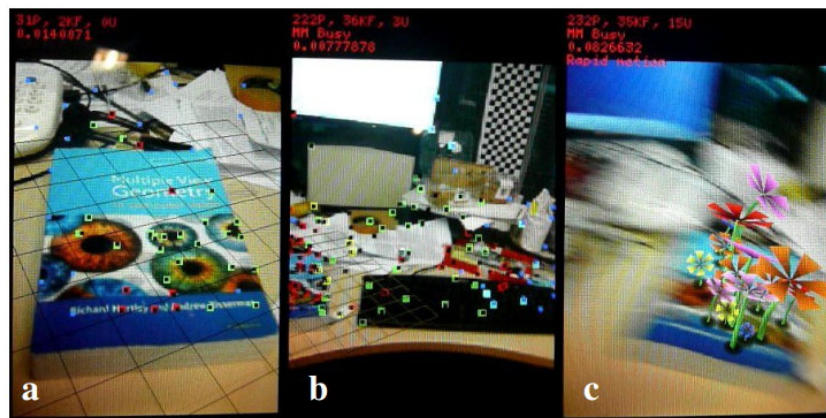 31P, 2KF, 0U
0.0140871
222P, 36KF, 3U
MM Busy
0.00777878
232P, 35KF, 15U
MM Busy
0.0826632
Rapid motion
Multiple View
Geometry
Richard Hartley and Andrew Zisserman
a
b
c